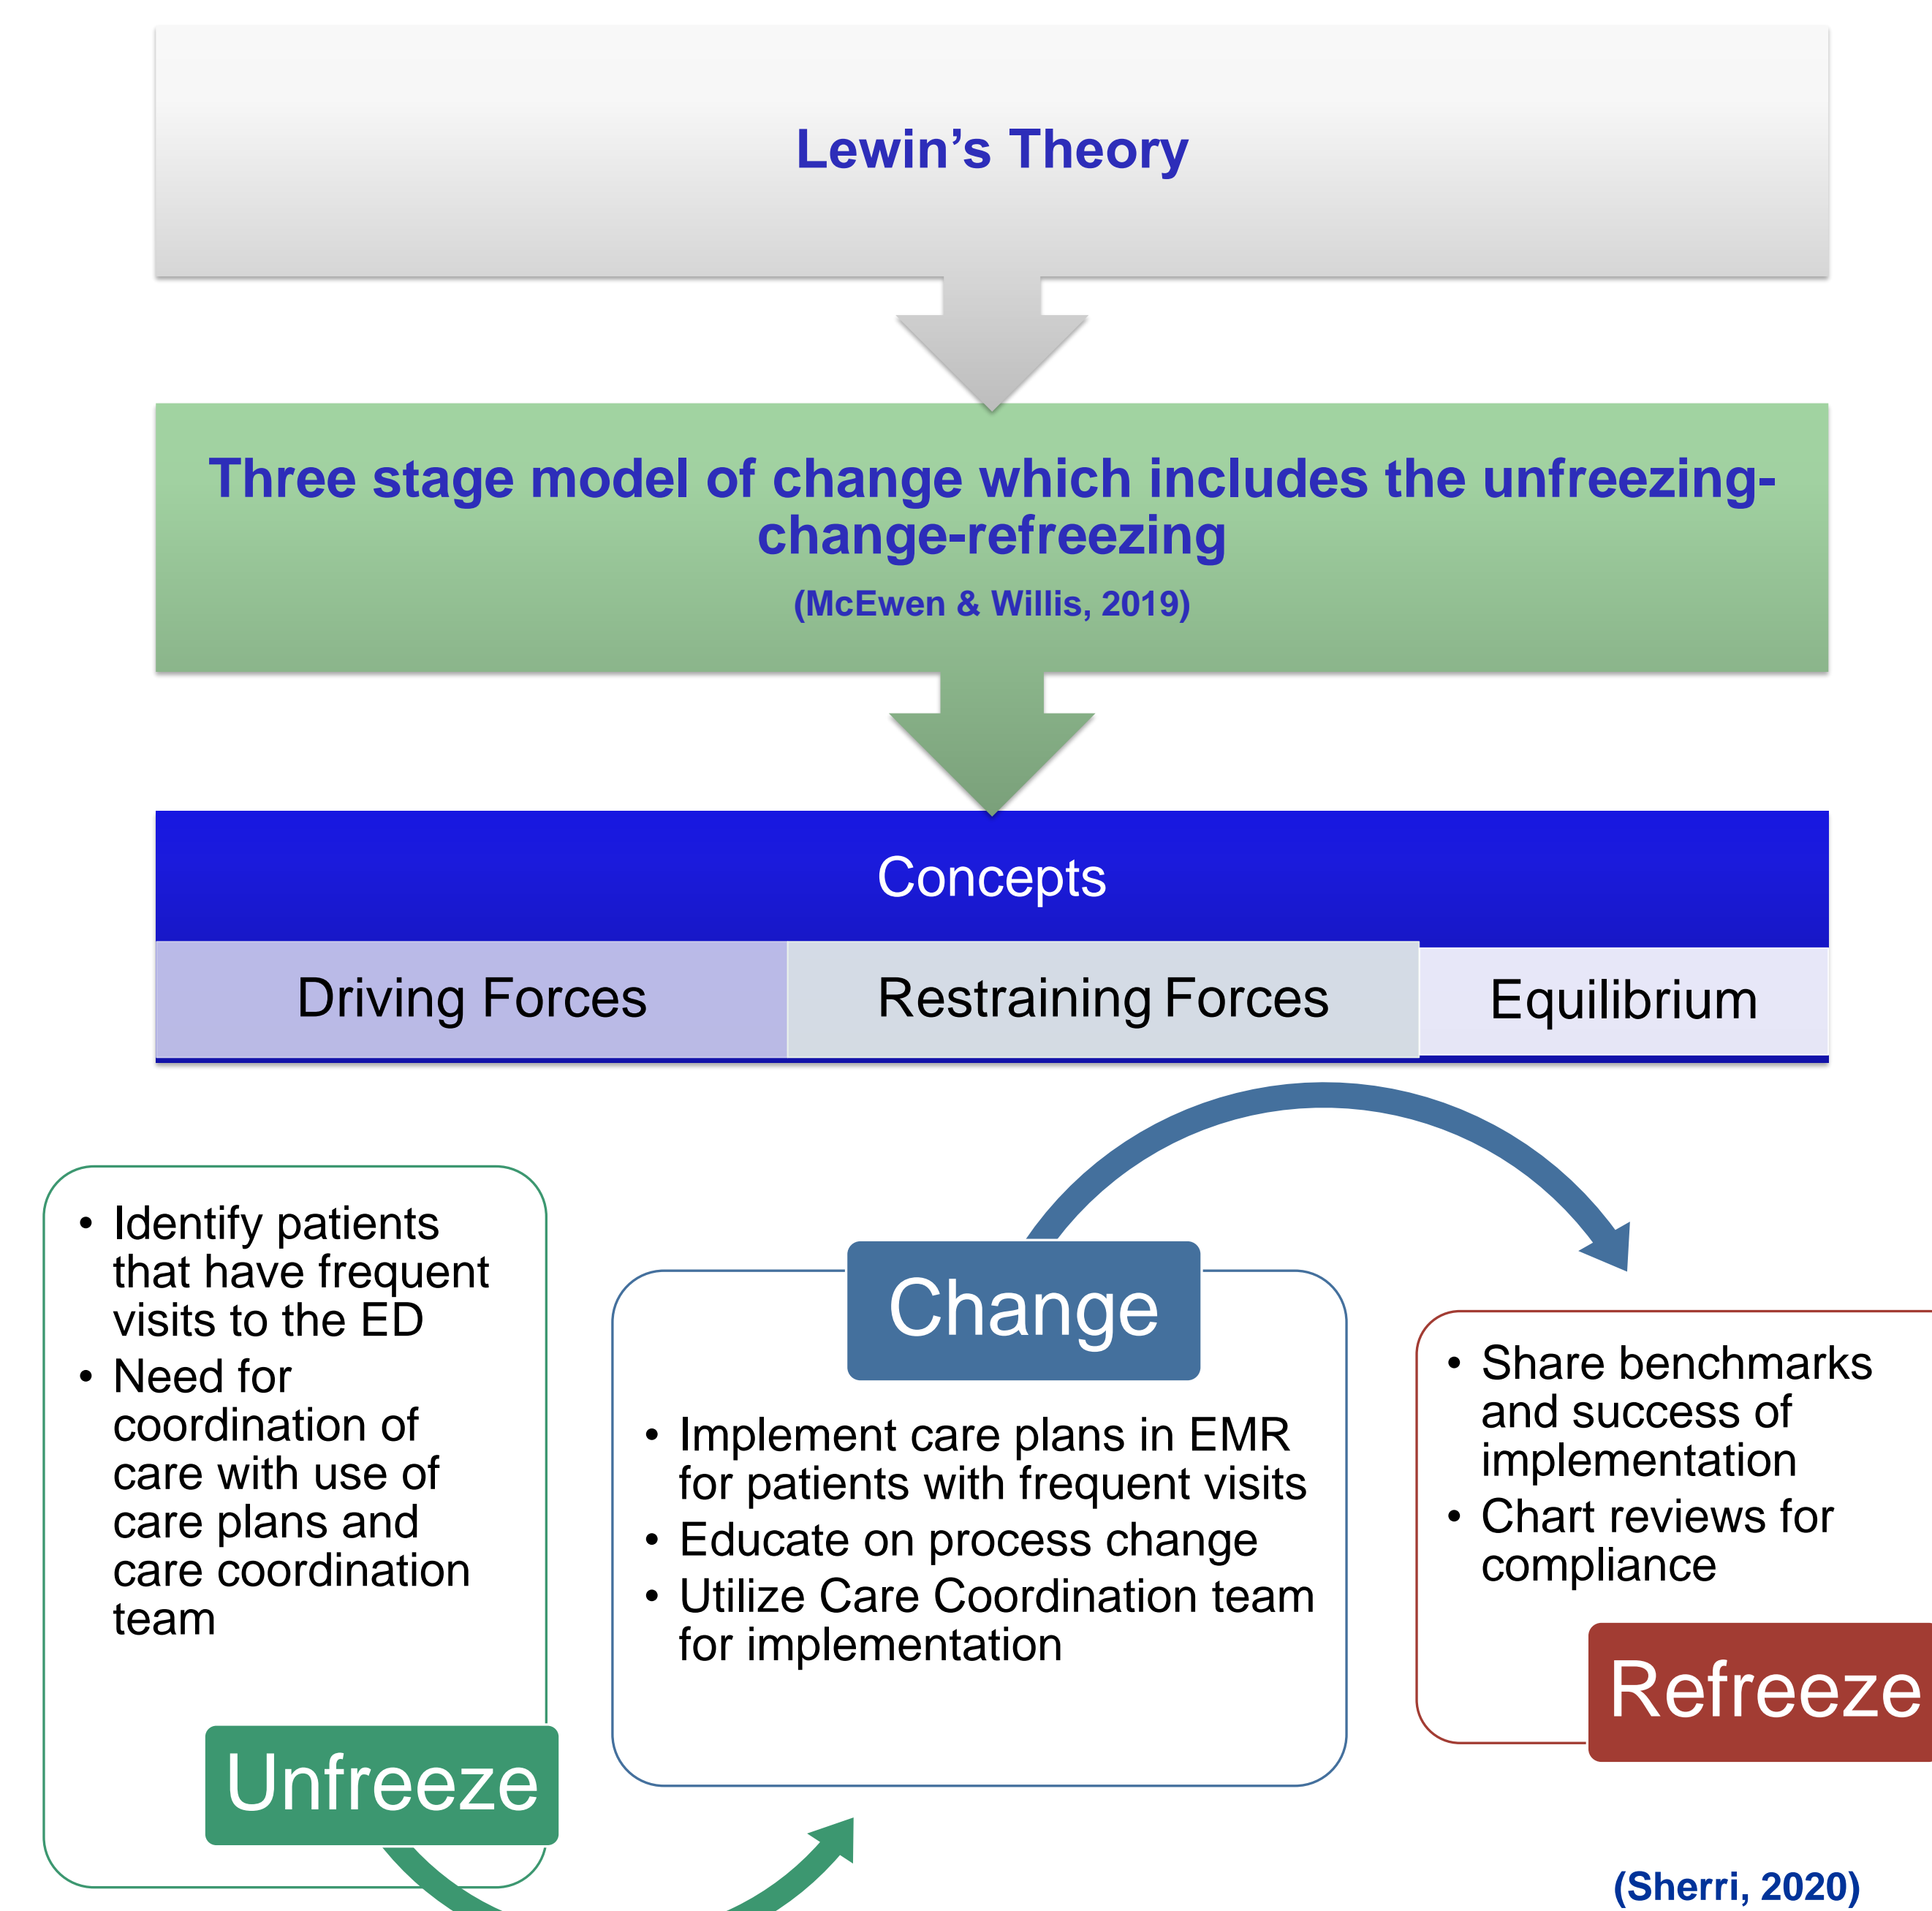 Lewin’s Theory
Three stage model of change which includes the unfreezing-
change-refreezing
(McEwen & Willis, 2019)
Concepts
Driving Forces
Restraining Forces
Equilibrium
• Identify patients
that have frequent
visits to the ED
• Need for
coordination of
care with use of
care plans and
care coordination
team
Unfreeze
Change
• Implement care plans in EMR
for patients with frequent visits
• Educate on process change
• Utilize Care Coordination team
for implementation
• Share benchmarks
and success of
implementation
• Chart reviews for
compliance
Refreeze
(Sherri, 2020)